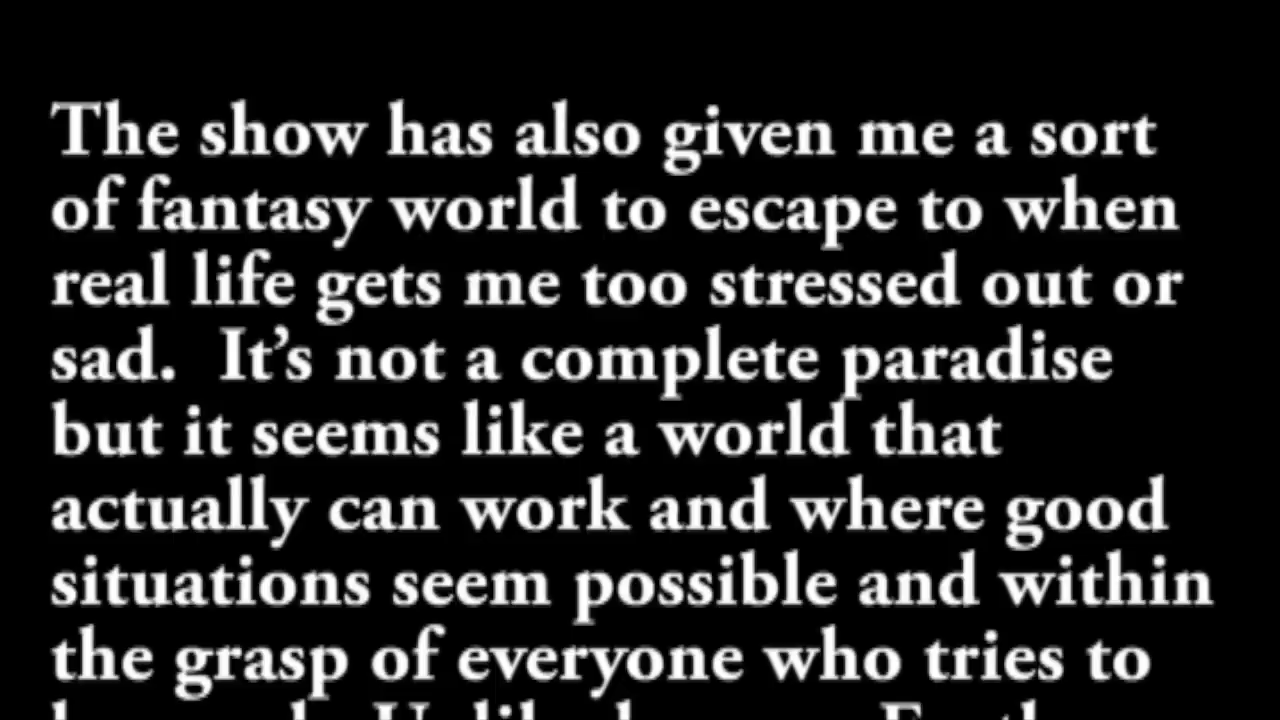 The show has also given me a sort
of fantasy world to escape to when
real life gets me too stressed out or
sad.  It’s not a complete paradise
but it seems like a world that
actually can work and where good
situations seem possible and within
the grasp of everyone who tries to